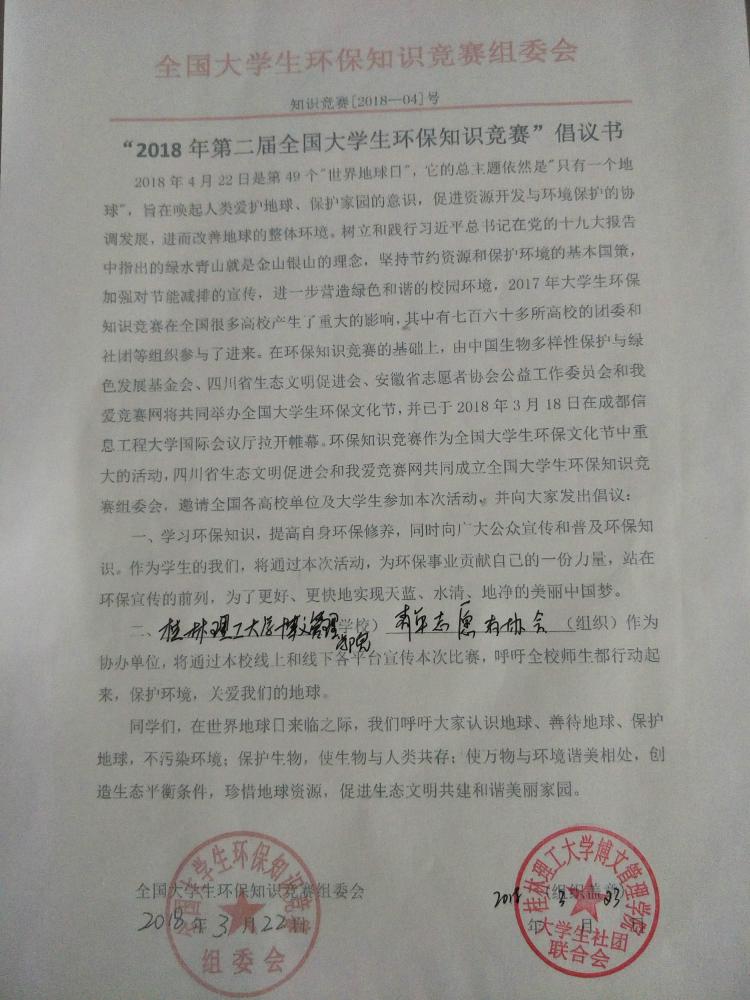 全国大学生环保知识竞赛组委会
知识竞赛[2018—04]号
“2018 年第二届全国大学生环保知识竞赛”倡议书
2018 年 4 月 22 日是第 49 个"世界地球日"，它的总主题依然是"只有一个地
球"，旨在唤起人类爱护地球、保护家园的意识，促进资源开发与环境保护的协
调发展，进而改善地球的整体环境。树立和践行习近平总书记在党的十九大报告
中指出的绿水青山就是金山银山的理念，坚持节约资源和保护环境的基本国策，
加强对节能减排的宣传，进一步营造绿色和谐的校园环境，2017 年大学生环保
知识竞赛在全国很多高校产生了重大的影响，其中有七百六十多所高校的团委和
社团等组织参与了进来。在环保知识竞赛的基础上，由中国生物多样性保护与绿
色发展基金会、四川省生态文明促进会、安徽省志愿者协会公益工作委员会和我
爱竞赛网将共同举办全国大学生环保文化节，并已于 2018 年 3 月 18 日在成都信
息工程大学国际会议厅拉开帷幕。环保知识竞赛作为全国大学生环保文化节中重
大的活动，四川省生态文明促进会和我爱竞赛网共同成立全国大学生环保知识竞
赛组委会，邀请全国各高校单位及大学生参加本次活动，并向大家发出倡议：
一、学习环保知识，提高自身环保修养，同时向广大公众宣传和普及环保知
识。作为学生的我们，将通过本次活动，为环保事业贡献自己的一份力量，站在
环保宣传的前列，为了更好、更快地实现天蓝、水清、地净的美丽中国梦。
二、桂林理工大学博文管理学院（学校）青年志愿者协会（组织）作为
协办单位，将通过本校线上和线下各平台宣传本次比赛，呼吁全校师生都行动起
来，保护环境，关爱我们的地球。
同学们，在世界地球日来临之际，我们呼吁大家认识地球、善待地球、保护
地球，不污染环境；保护生物，使生物与人类共存；使万物与环境谐美相处，创
造生态平衡条件，珍惜地球资源，促进生态文明共建和谐美丽家园。
全国大学生环保知识竞赛组委会
2018 年 3 月 22 日
全国大学生环保知识竞赛
组委会
（组织盖章）
2018 年 3 月 23 日
桂林理工大学博文管理学院
大学生社团
联合会